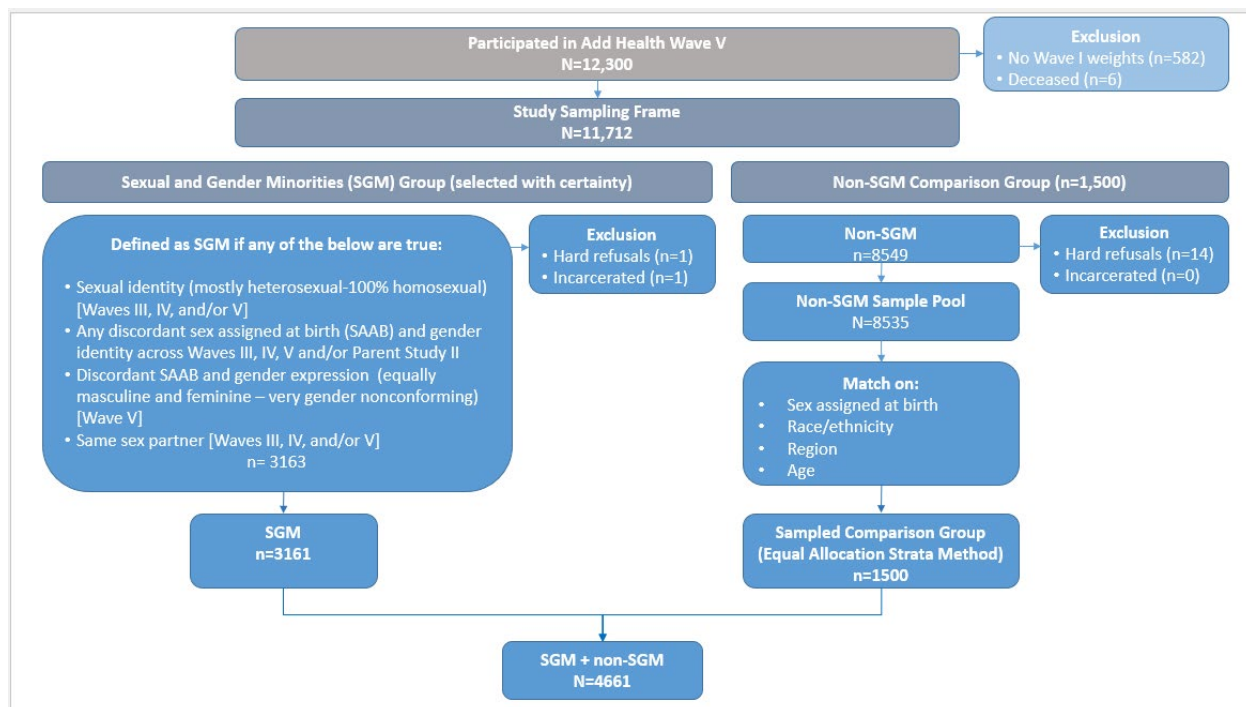 Participated in Add Health Wave V
N=12,300
Exclusion
• No Wave I weights (n=582)
• Deceased (n=6)
Study Sampling Frame
N=11,712
Sexual and Gender Minorities (SGM) Group (selected with certainty)
Non-SGM Comparison Group (n=1,500)
Defined as SGM if any of the below are true:
• Sexual identity (mostly heterosexual-100% homosexual)
[Waves III, IV, and/or V]
• Any discordant sex assigned at birth (SAAB) and gender
identity across Waves III, IV, V and/or Parent Study II
• Discordant SAAB and gender expression (equally
masculine and feminine – very gender nonconforming)
[Wave V]
• Same sex partner [Waves III, IV, and/or V]
n= 3163
Exclusion
• Hard refusals (n=1)
• Incarcerated (n=1)
Non-SGM
n=8549
Exclusion
• Hard refusals (n=14)
• Incarcerated (n=0)
Non-SGM Sample Pool
N=8535
Match on:
• Sex assigned at birth
• Race/ethnicity
• Region
• Age
SGM
n=3161
Sampled Comparison Group
(Equal Allocation Strata Method)
n=1500
SGM + non-SGM
N=4661